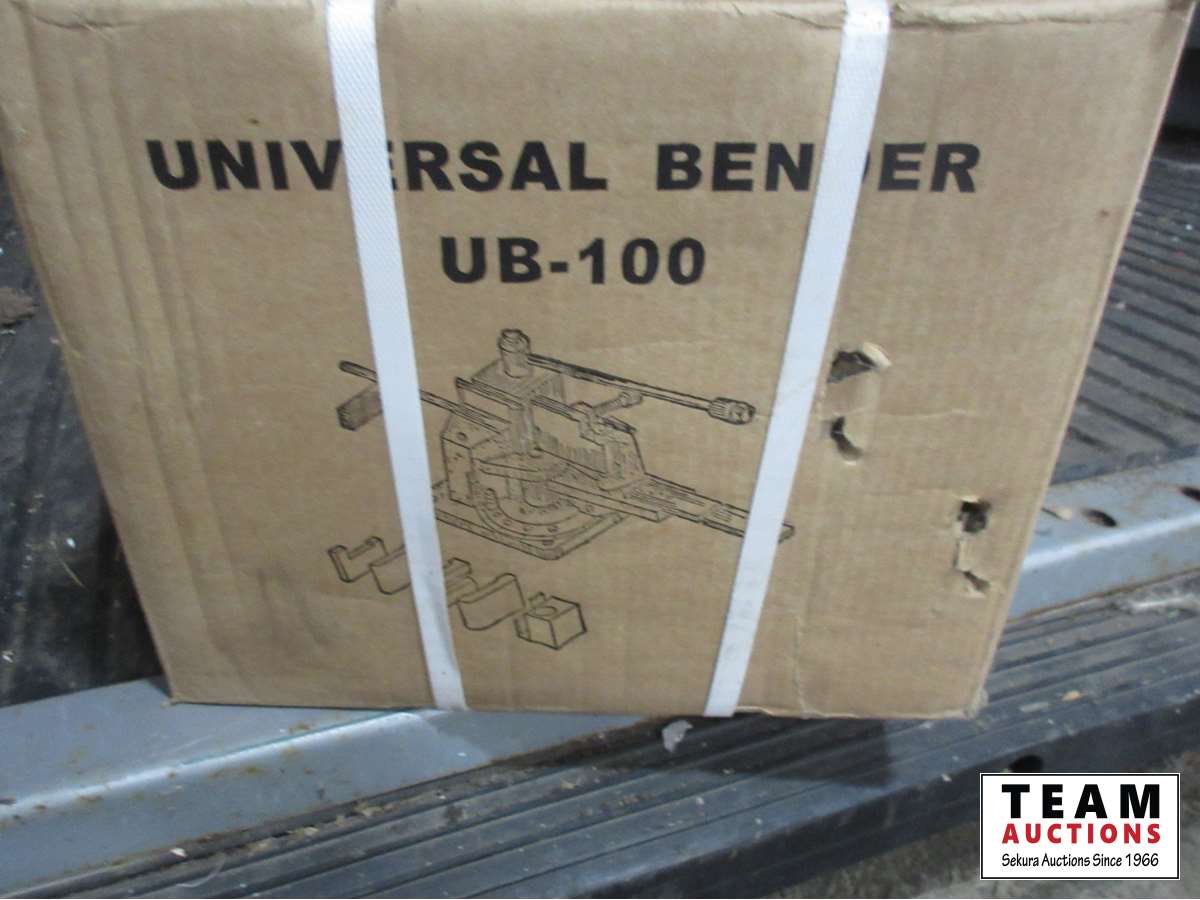 UNIVERSAL BENDER
UB-100
TEAM
AUCTIONS
Sekura Auctions Since 1966